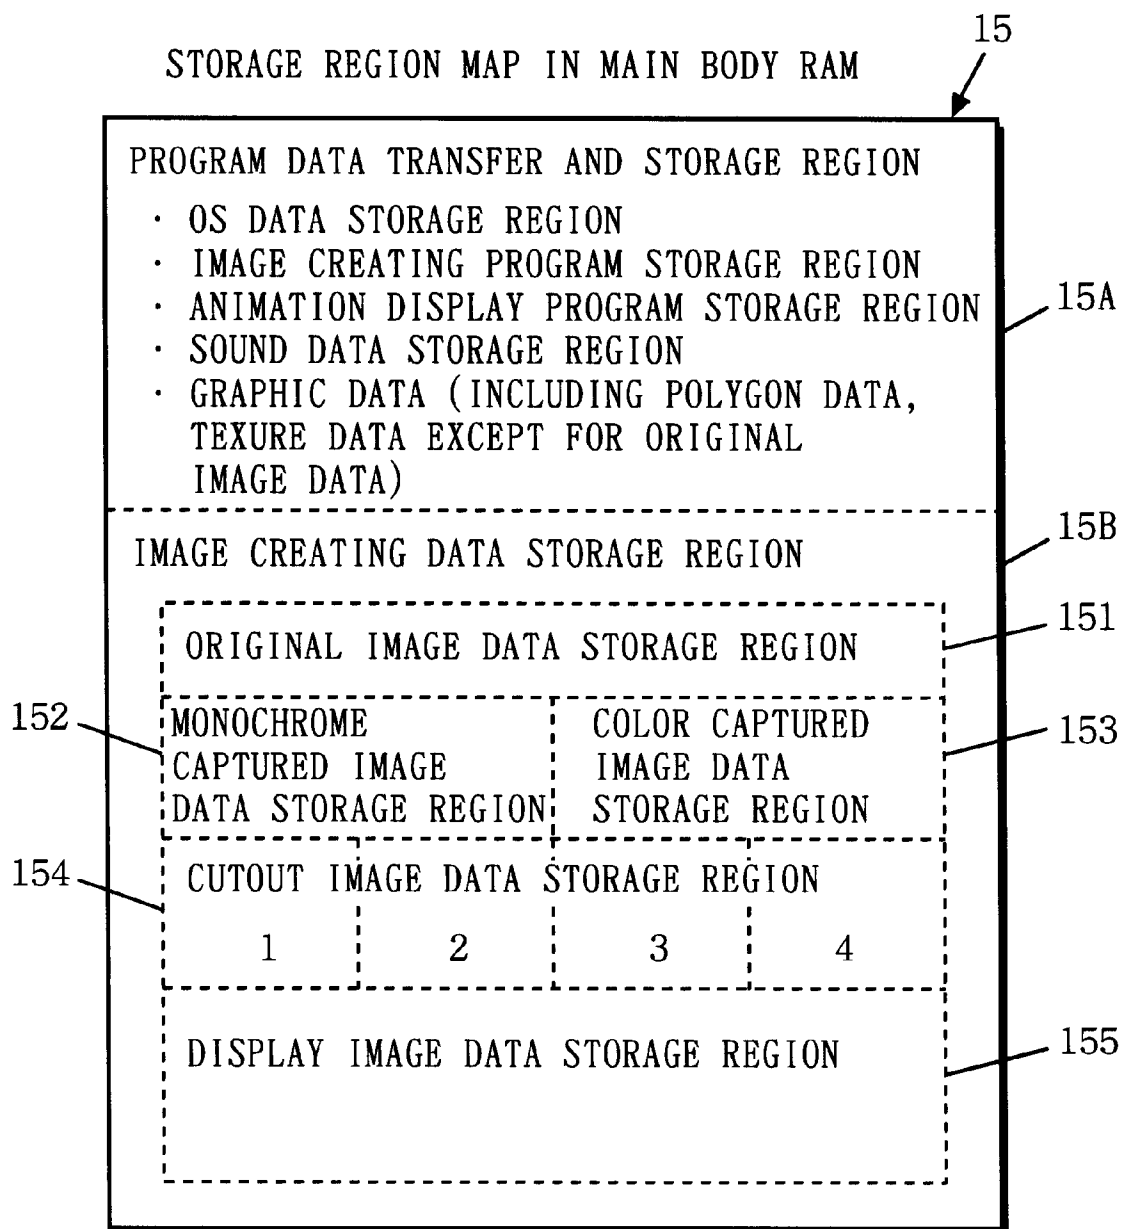 15
STORAGE REGION MAP IN MAIN BODY RAM
PROGRAM DATA TRANSFER AND STORAGE REGION
· OS DATA STORAGE REGION
· IMAGE CREATING PROGRAM STORAGE REGION
· ANIMATION DISPLAY PROGRAM STORAGE REGION
15A
· SOUND DATA STORAGE REGION
· GRAPHIC DATA (INCLUDING POLYGON DATA,
TEXURE DATA EXCEPT FOR ORIGINAL
IMAGE DATA)
15B
IMAGE CREATING DATA STORAGE REGION
151
ORIGINAL IMAGE DATA STORAGE REGION
152
MONOCHROME
CAPTURED IMAGE
DATA STORAGE REGION
COLOR CAPTURED
IMAGE DATA
STORAGE REGION
153
154
CUTOUT IMAGE DATA STORAGE REGION
1 2 3 4
DISPLAY IMAGE DATA STORAGE REGION
155